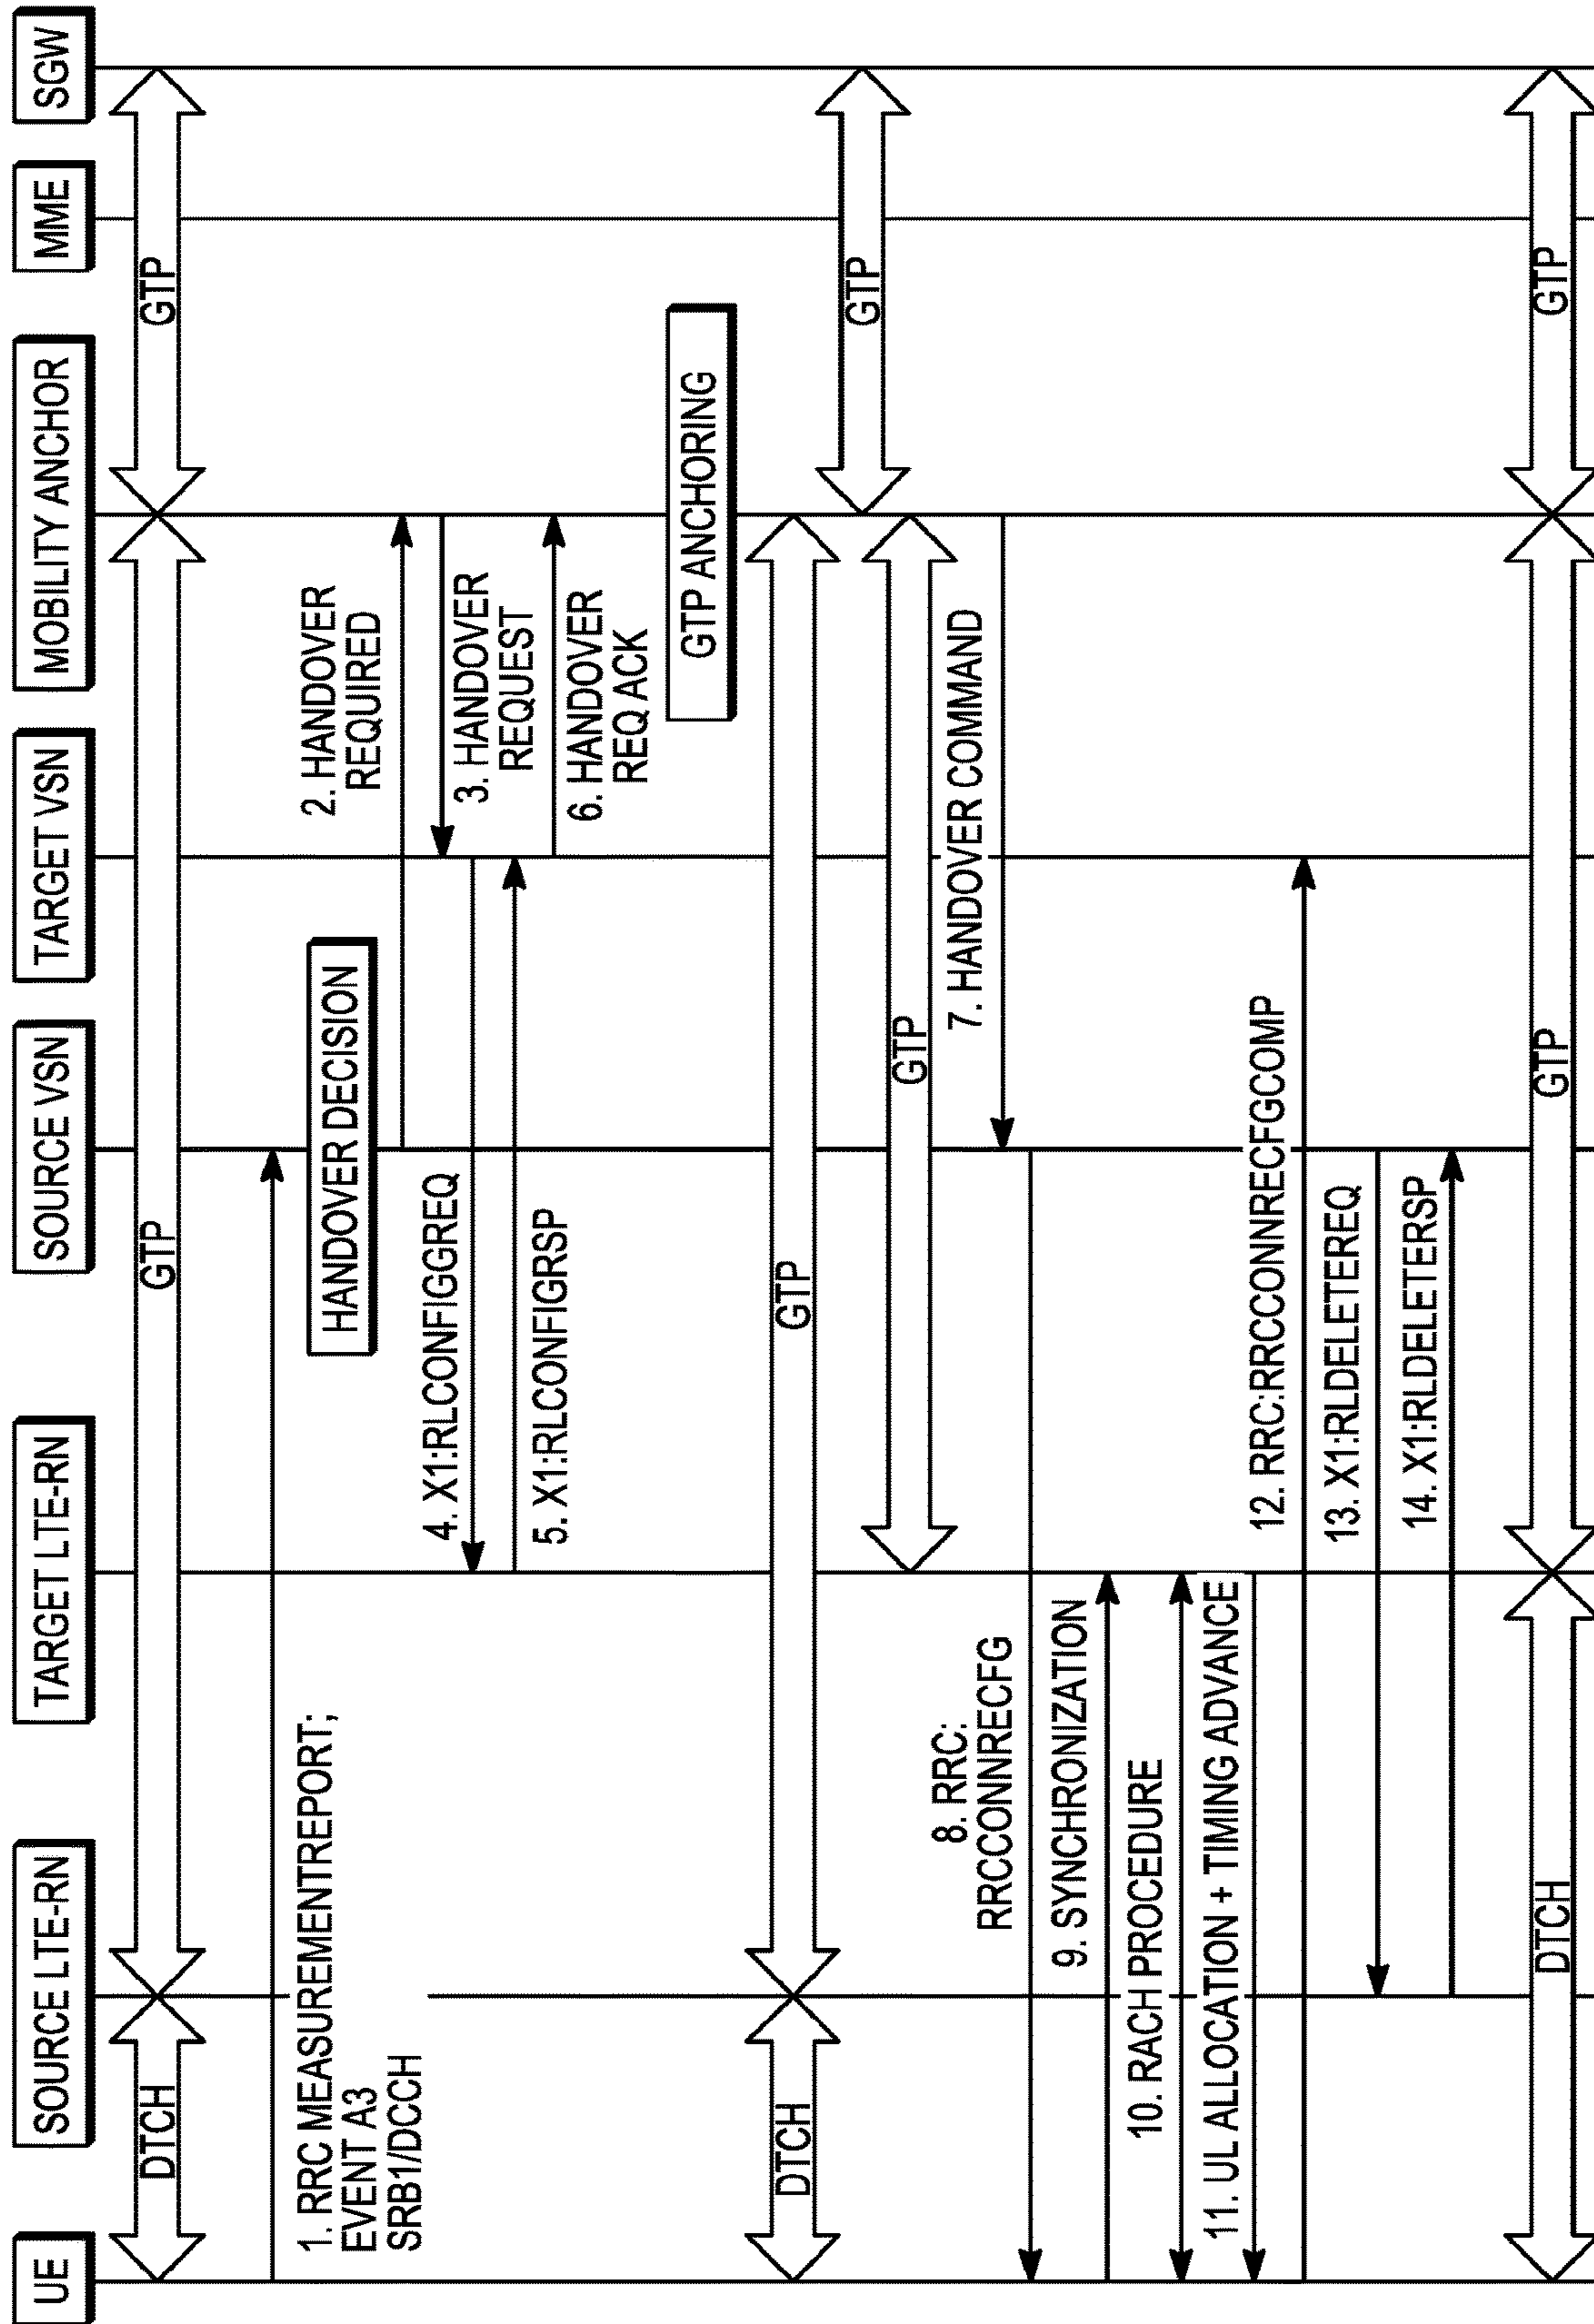 UE
SOURCE LTE-RN
TARGET LTE-RN
SOURCE VSN
TARGET VSN
MOBILITY ANCHOR
MME
SGW
DTCH
GTP
GTP
1. RRC MEASUREMENTREPORT;
EVENT A3
SRB1/DCCH
HANDOVER DECISION
2. HANDOVER
REQUIRED
3. HANDOVER
REQUEST
4. X1:RLCONFIGGREQ
5. X1:RLCONFIGRSP
6. HANDOVER
REQ ACK
GTP ANCHORING
DTCH
GTP
GTP
GTP
7. HANDOVER COMMAND
8. RRC:
RRCCONNRECFG
9. SYNCHRONIZATION
10. RACH PROCEDURE
11. UL ALLOCATION + TIMING ADVANCE
12. RRC:RRCCONNRECFGCOMP
13. X1:RLDELETEREQ
14. X1:RLDELETERSP
DTCH
GTP
GTP